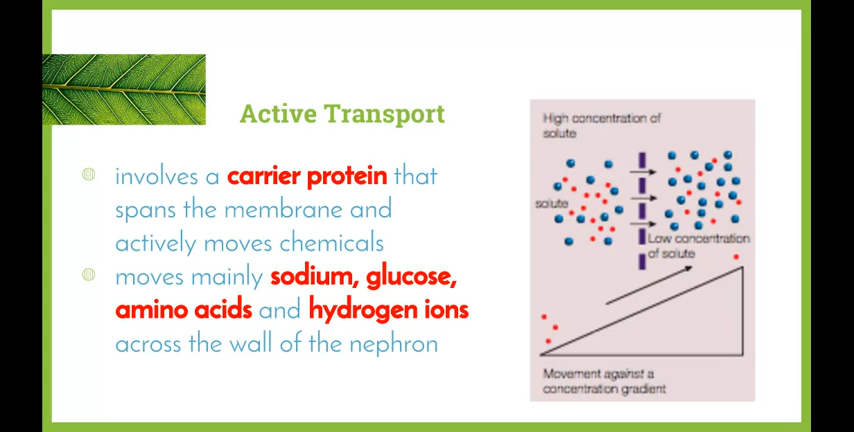 Active Transport
involves a carrier protein that
spans the membrane and
actively moves chemicals
moves mainly sodium, glucose,
amino acids and hydrogen ions
across the wall of the nephron
High concentration of
solute
solute
Low concentration
of solute
Movement against a
concentration gradient